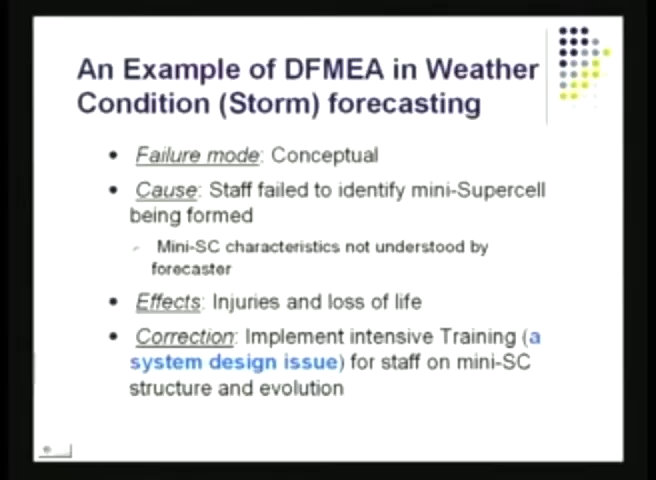 An Example of DFMEA in Weather
Condition (Storm) forecasting
• Failure mode: Conceptual
• Cause: Staff failed to identify mini-Supercell
being formed
Mini-SC characteristics not understood by
forecaster
• Effects: Injuries and loss of life
• Correction: Implement intensive Training (a
system design issue) for staff on mini-SC
structure and evolution